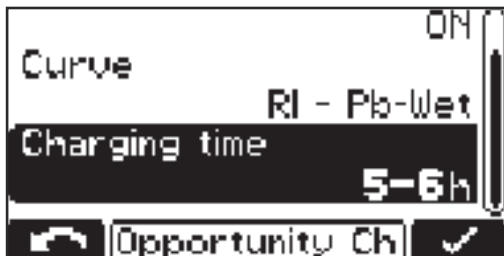 ON
Curve
RI - Pb-Wet
Charging time
5-6h
Opportunity Ch